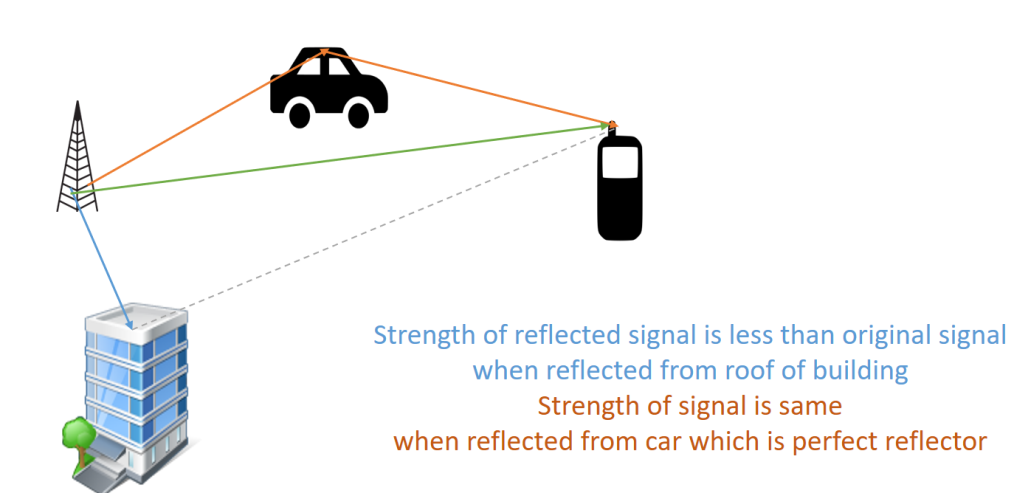 Strength of reflected signal is less than original signal
when reflected from roof of building
Strength of signal is same
when reflected from car which is perfect reflector